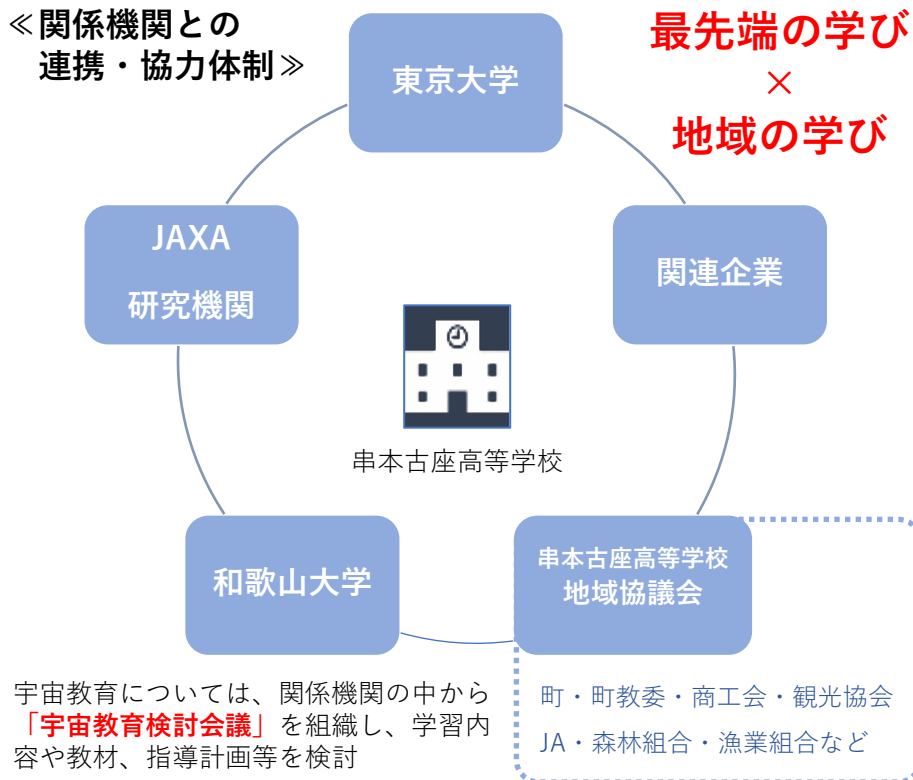 ≪関係機関との
連携・協力体制≫
最先端の学び
×
地域の学び
東京大学
JAXA
研究機関
関連企業
串本古座高等学校
和歌山大学
串本古座高等学校
地域協議会
宇宙教育については、関係機関の中から
「宇宙教育検討会議」を組織し、学習内
容や教材、指導計画等を検討
町・町教委・商工会・観光協会
JA・森林組合・漁業組合など